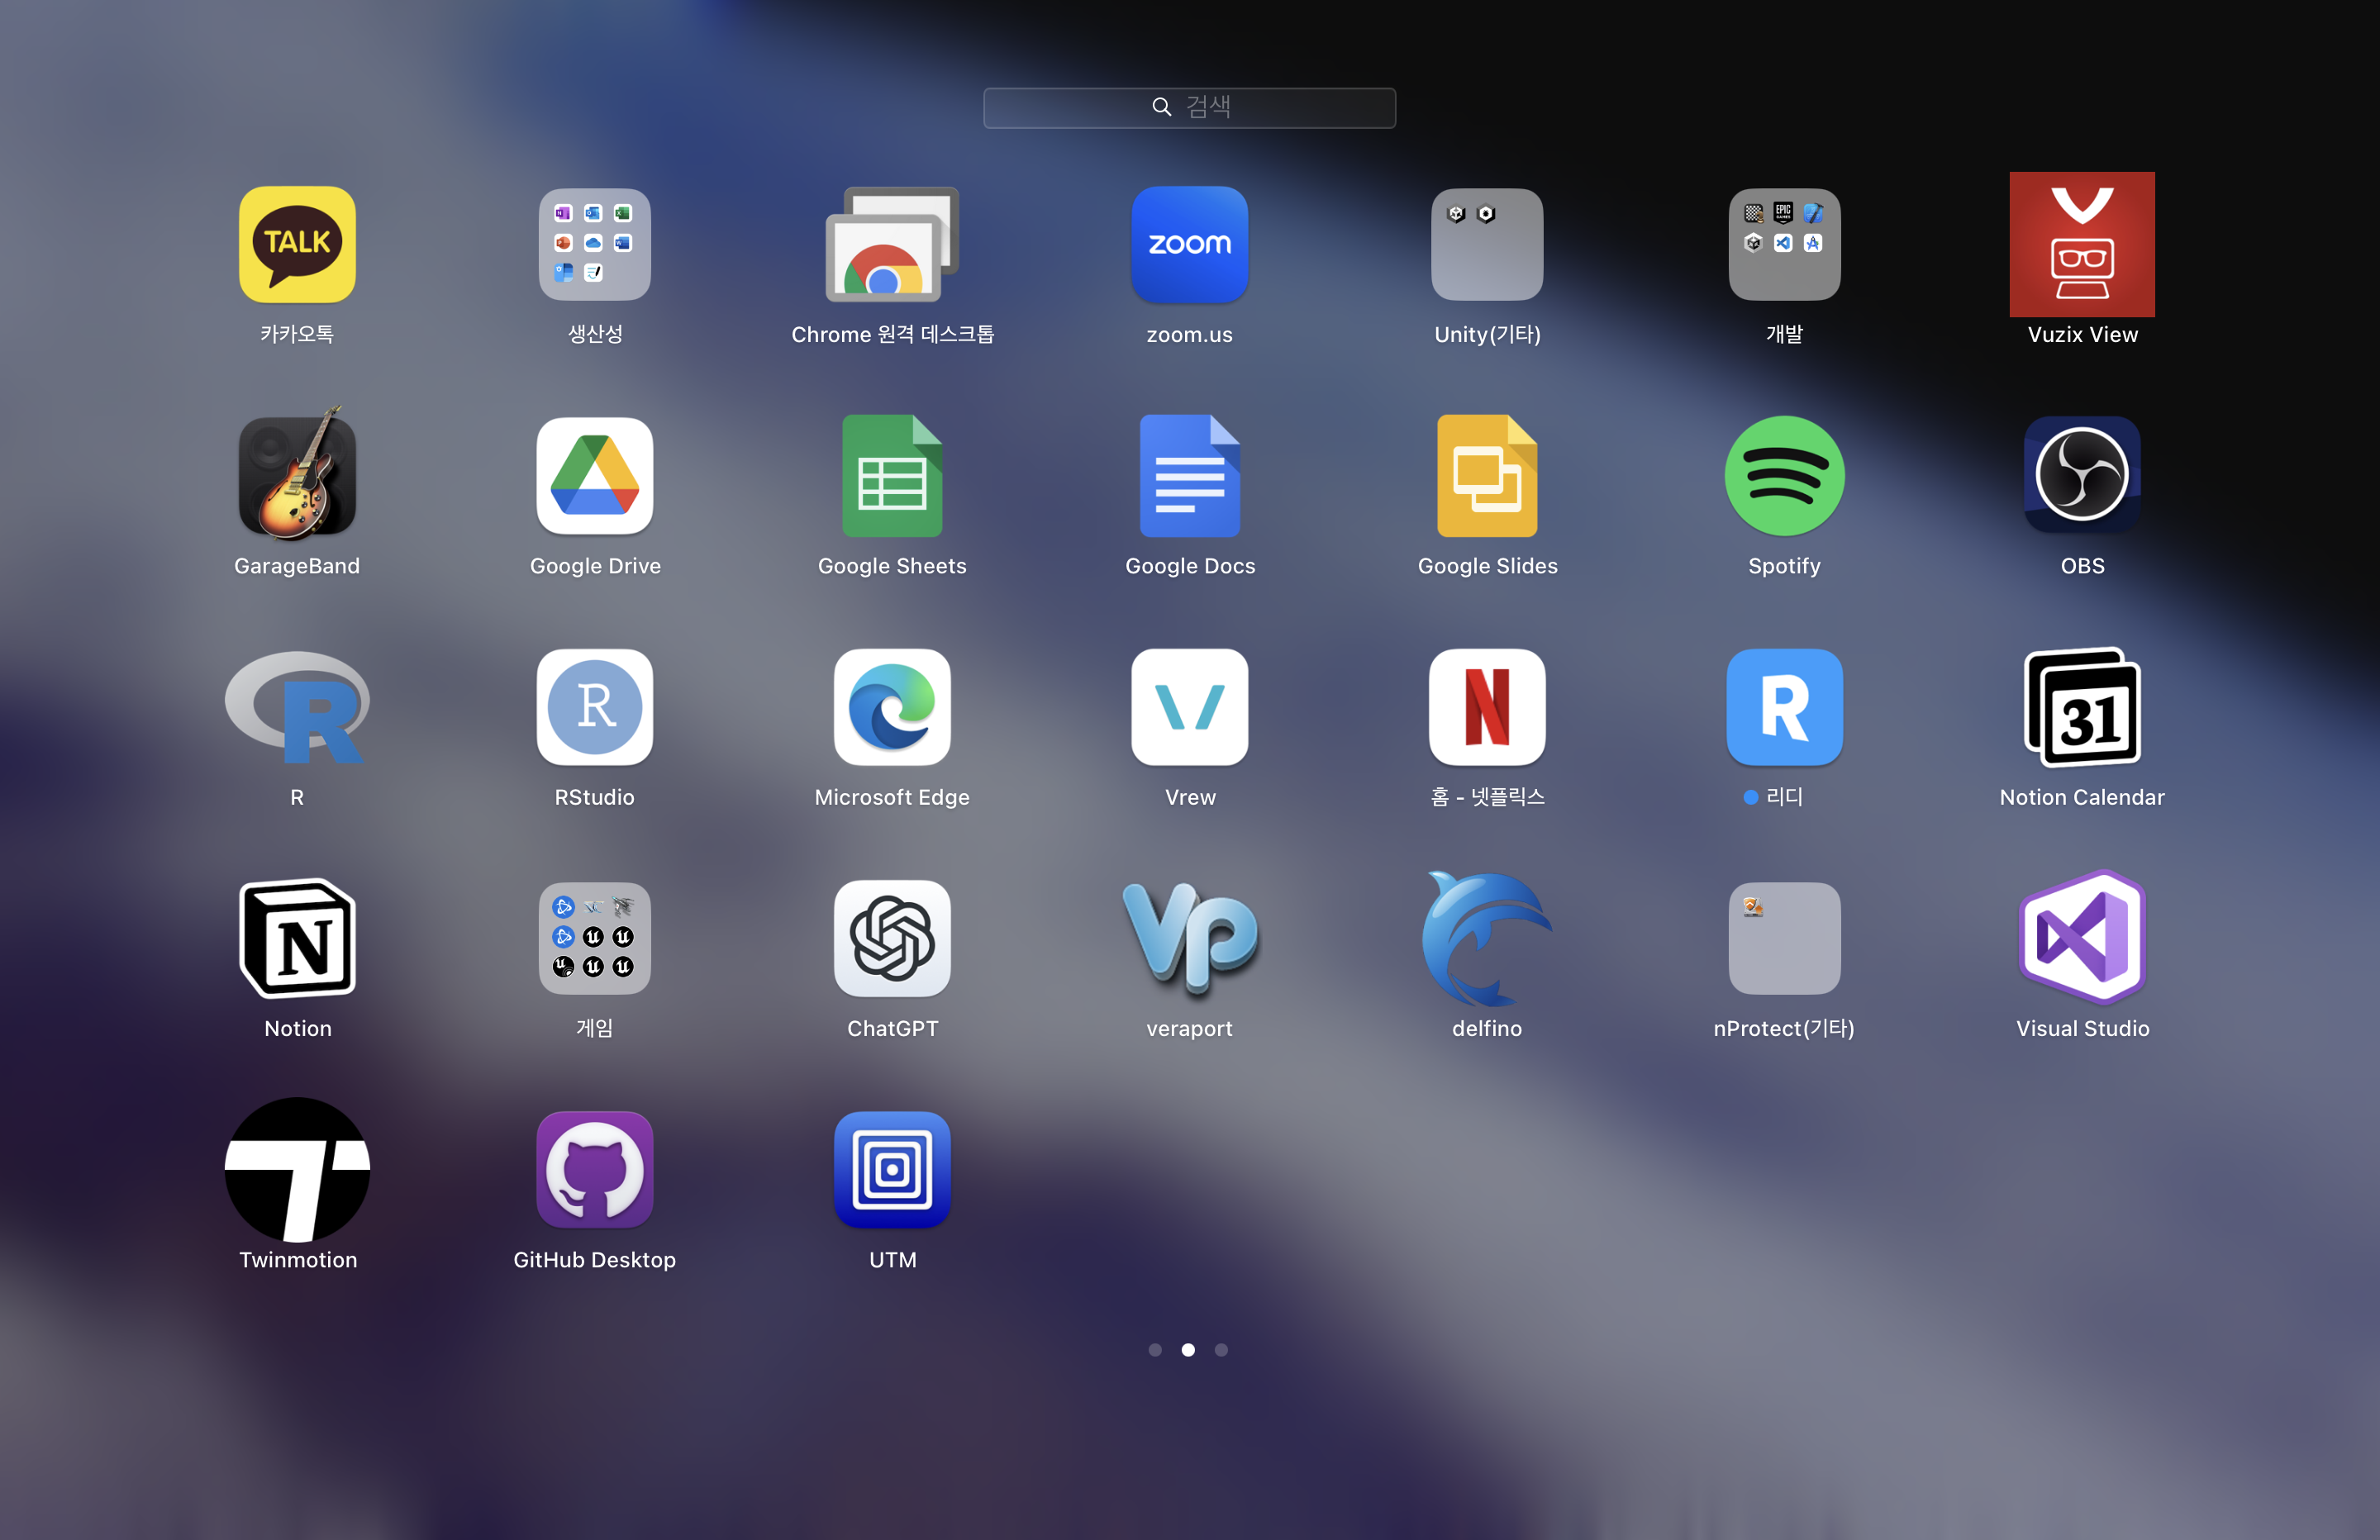 검색
TALK
zoom
EPIC
GAMES
카카오톡
생산성
Chrome 원격 데스크톱
zoom.us
Unity(기타)
개발
Vuzix View
GarageBand
Google Drive
Google Sheets
Google Docs
Google Slides
Spotify
OBS
R
R
N
R
31
R
RStudio
Microsoft Edge
Vrew
홈 - 넷플릭스
리디
Notion Calendar
N
Vp
Notion
게임
ChatGPT
veraport
delfino
nProtect(기타)
Visual Studio
Twinmotion
GitHub Desktop
UTM